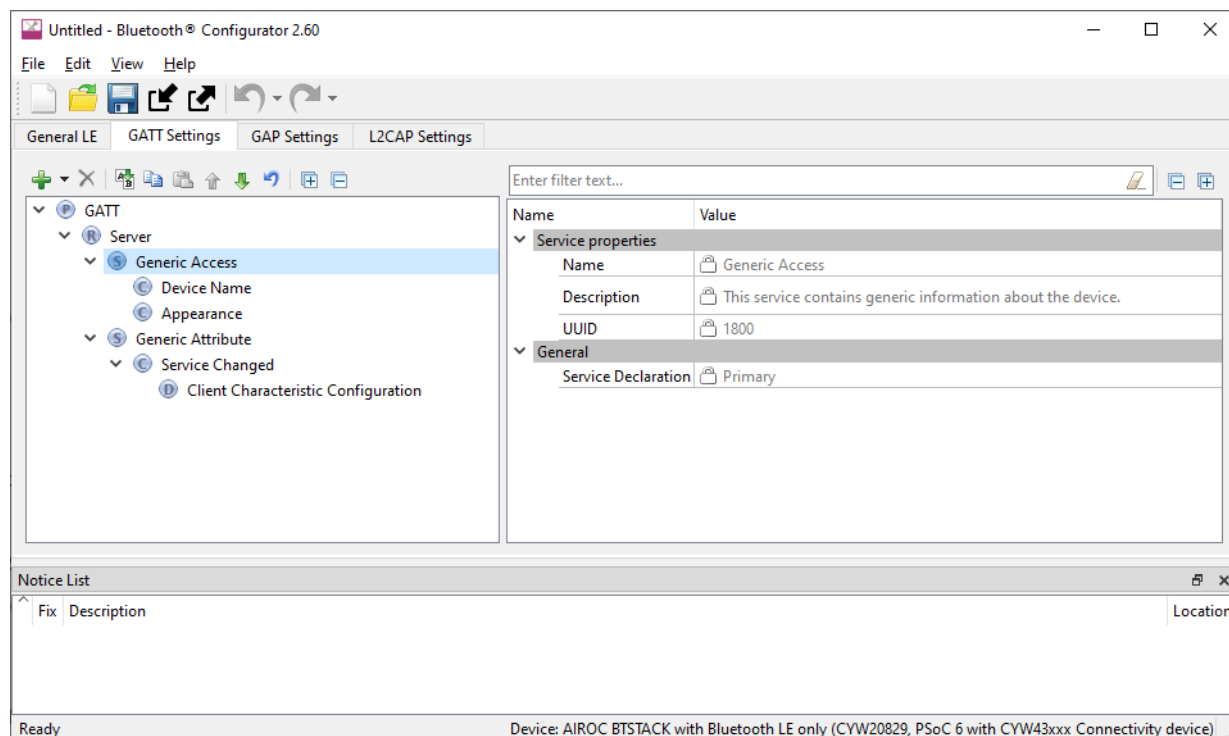 Untitled - Bluetooth® Configurator 2.60
File Edit View Help
General LE GATT Settings GAP Settings L2CAP Settings
Enter filter text...
P GATT
R Server
S Generic Access
C Device Name
C Appearance
S Generic Attribute
C Service Changed
D Client Characteristic Configuration
Name Value
Service properties
Name Generic Access
Description This service contains generic information about the device.
UUID 1800
General
Service Declaration Primary
Notice List
Fix Description Location
Ready Device: AIROC BTSTACK with Bluetooth LE only (CYW20829, PSoC 6 with CYW43xxx Connectivity device)